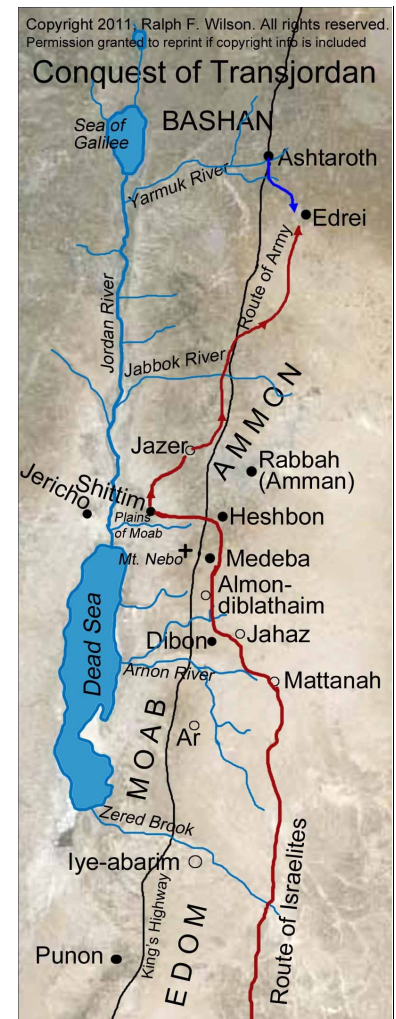 Copyright 2011, Ralph F. Wilson. All rights reserved.
Permission granted to reprint if copyright info is included
Conquest of Transjordan
Sea of
Galilee
BASHAN
Ashtaroth
Yarmuk River
Edrei
Route of Army
Jordan River
Jabbok River
AMMON
Jazer
Rabbah
(Amman)
Jericho
Shittim
Plains
of Moab
Heshbon
Mt. Nebo
Medeba
Almon-
diblathaim
Dead Sea
Dibon
Jahaz
Arnon River
Mattanah
MOAB
Ar
Zered Brook
Iye-abarim
King's Highway
EDOM
Route of Israelites
Punon